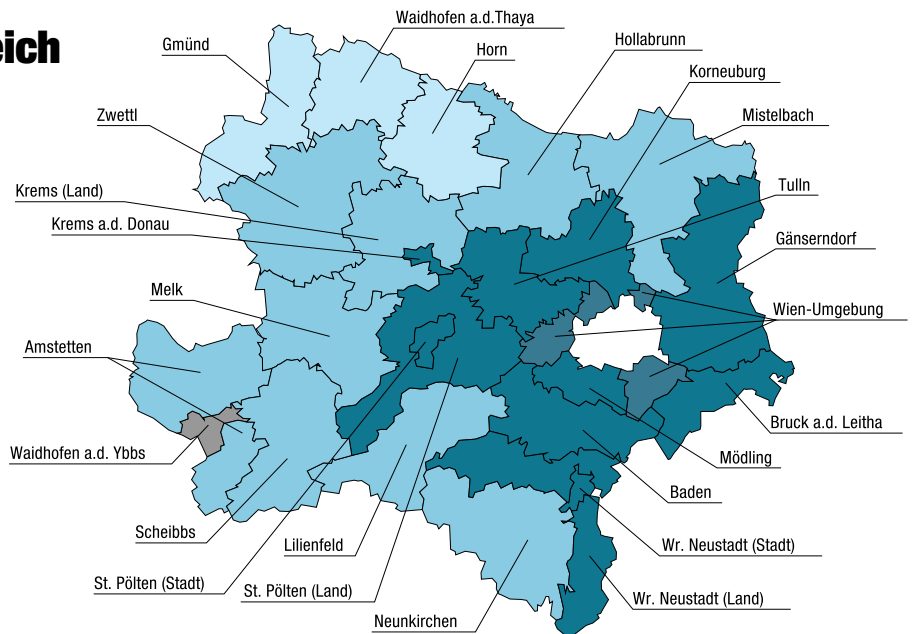 eich
Waidhofen a.d.Thaya
Gmünd
Horn
Hollabrunn
Korneuburg
Zwettl
Mistelbach
Krems (Land)
Tulln
Krems a.d. Donau
Gänserndorf
Melk
Wien-Umgebung
Amstetten
Bruck a.d. Leitha
Waidhofen a.d. Ybbs
Mödling
Baden
Scheibbs
Lilienfeld
Wr. Neustadt (Stadt)
St. Pölten (Stadt)
St. Pölten (Land)
Wr. Neustadt (Land)
Neunkirchen